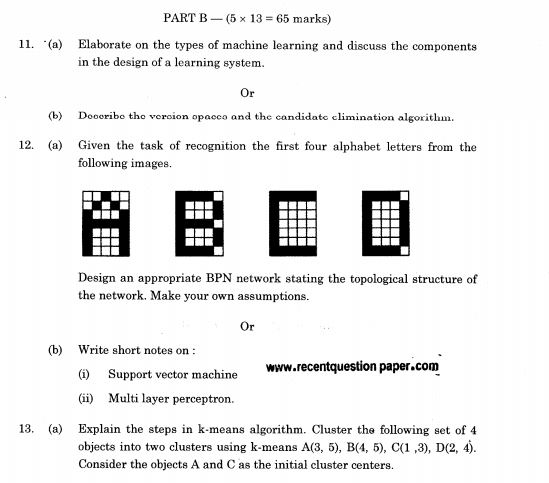 PART B — (5 × 13 = 65 marks)
11. (a) Elaborate on the types of machine learning and discuss the components
in the design of a learning system.
Or
(b) Describe the version spaces and the candidate elimination algorithm.
12. (a) Given the task of recognition the first four alphabet letters from the
following images.
A B C D
Design an appropriate BPN network stating the topological structure of
the network. Make your own assumptions.
Or
(b) Write short notes on :
(i) Support vector machine
www.recentquestion paper.com
(ii) Multi layer perceptron.
13. (a) Explain the steps in k-means algorithm. Cluster the following set of 4
objects into two clusters using k-means A(3, 5), B(4, 5), C(1 ,3), D(2, 4).
Consider the objects A and C as the initial cluster centers.